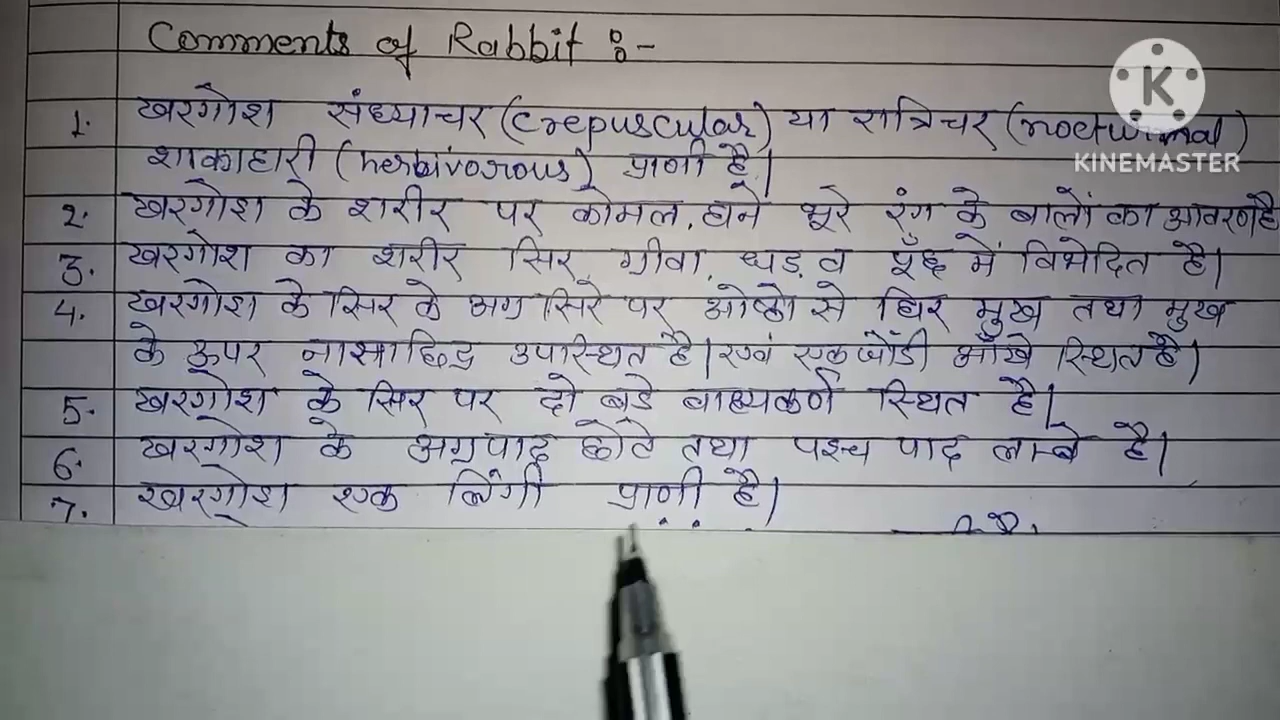 Comments of Rabbit :-
1. खरगोश संध्याचर (crepuscular) या रात्रिचर (nocturnal)
शाकाहारी (herbivorous) प्राणी है।
2. खरगोश के शरीर पर कोमल, घने भूरे रंग के बालों का आवरण है
3. खरगोश का शरीर सिर, ग्रीवा, धड़ व पूँछ में विभेदित है।
4. खरगोश के सिर के अग्र सिरे पर ओष्ठो से घिर मुख तथा मुख
के ऊपर नासाछिद्र उपस्थित है। एवं एक जोडी आँखे स्थित है।
5. खरगोश के सिर पर दो बडे बाह्यकर्ण स्थित है।
6. खरगोश के अग्रपाद छोटे तथा पश्च पाद लम्बे है।
7. खरगोश एक लिंगी प्राणी है।
K
KINEMASTER